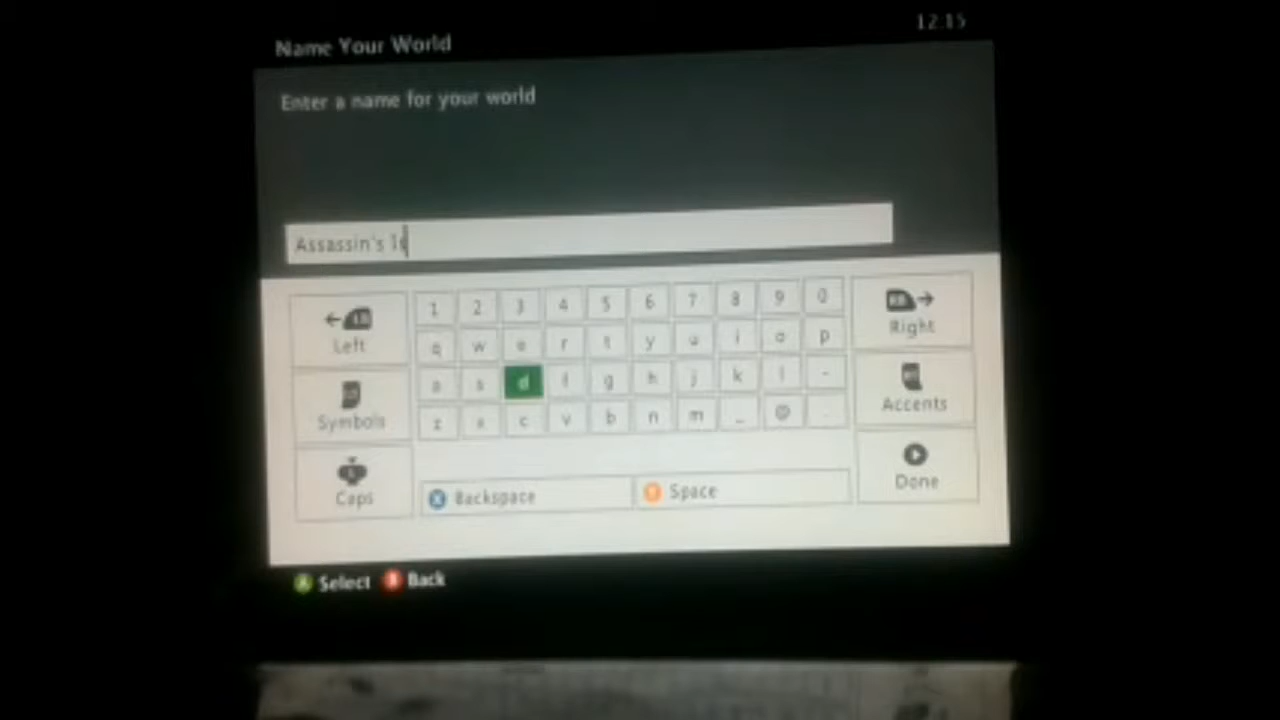 12:15
Name Your World
Enter a name for your world
Assassin's Is
1 2 3 4 5 6 7 8 9 0
q w e r t y u i o p
a s d f g h j k l -
z x c v b n m _ @ .
Left
Symbols
Caps
Right
Accents
Done
X Backspace
Y Space
A Select B Back